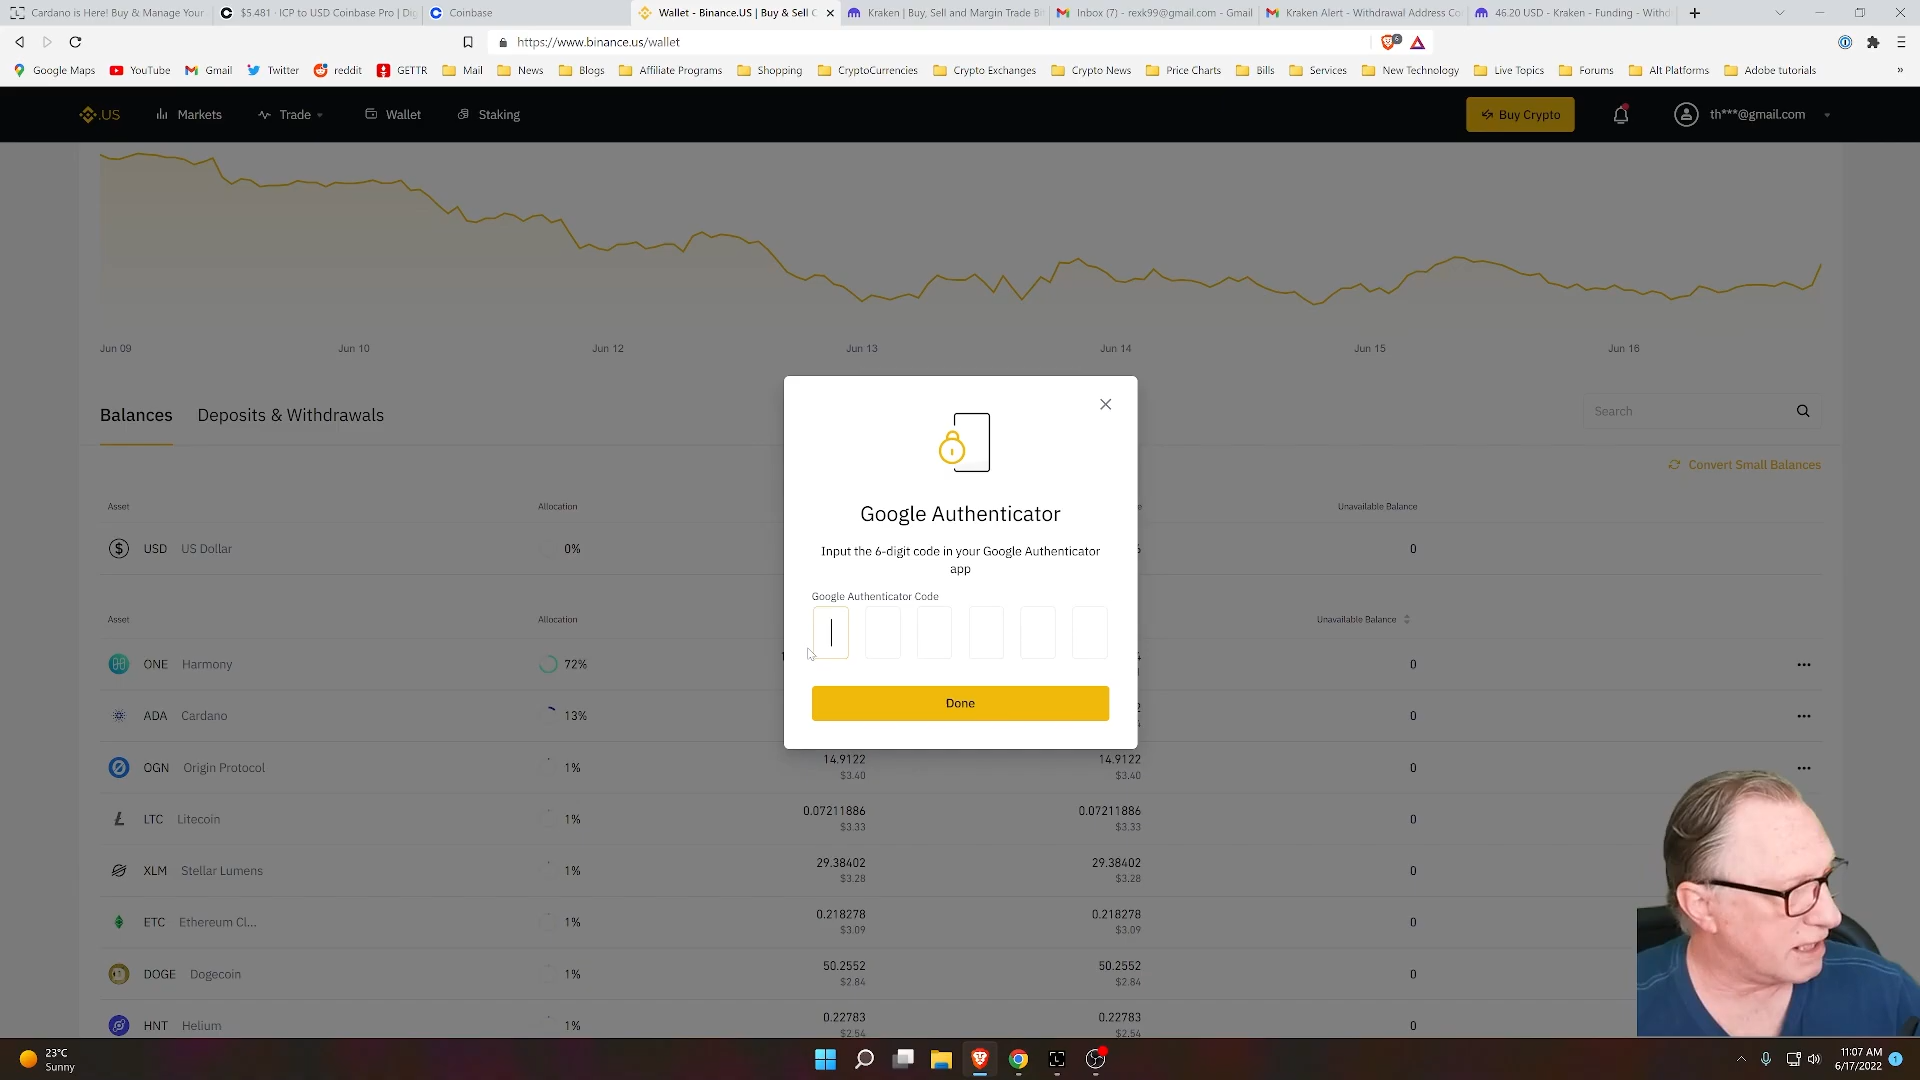 Cardano is Here! Buy & Manage Your
$5.481 · ICP to USD Coinbase Pro | Dig
Coinbase
Wallet - Binance.US | Buy & Sell C
Kraken | Buy, Sell and Margin Trade Bi
Inbox (7) - rexk99@gmail.com - Gmail
Kraken Alert - Withdrawal Address Co
46.20 USD - Kraken - Funding - Withd
https://www.binance.us/wallet
6
Google Maps
YouTube
Gmail
Twitter
reddit
GETTR
Mail
News
Blogs
Affiliate Programs
Shopping
CryptoCurrencies
Crypto Exchanges
Crypto News
Price Charts
Bills
Services
New Technology
Live Topics
Forums
Alt Platforms
Adobe tutorials
»
.US
Markets
Trade
Wallet
Staking
Buy Crypto
th***@gmail.com
Jun 09
Jun 10
Jun 12
Jun 13
Jun 14
Jun 15
Jun 16
Balances
Deposits & Withdrawals
Search
Convert Small Balances
Asset
Allocation
Unavailable Balance
USD US Dollar
0%
0
Asset
Allocation
Unavailable Balance
ONE Harmony
72%
0
ADA Cardano
13%
0
Google Authenticator
Input the 6-digit code in your Google Authenticator
app
Google Authenticator Code
Done
OGN Origin Protocol
1%
14.9122
$3.40
14.9122
$3.40
0
LTC Litecoin
1%
0.07211886
$3.33
0.07211886
$3.33
0
XLM Stellar Lumens
1%
29.38402
$3.28
29.38402
$3.28
0
ETC Ethereum Cl...
1%
0.218278
$3.09
0.218278
$3.09
0
DOGE Dogecoin
1%
50.2552
$2.84
50.2552
$2.84
0
HNT Helium
1%
0.22783
$2.54
0.22783
$2.54
0
23°C
Sunny
11:07 AM
6/17/2022
1